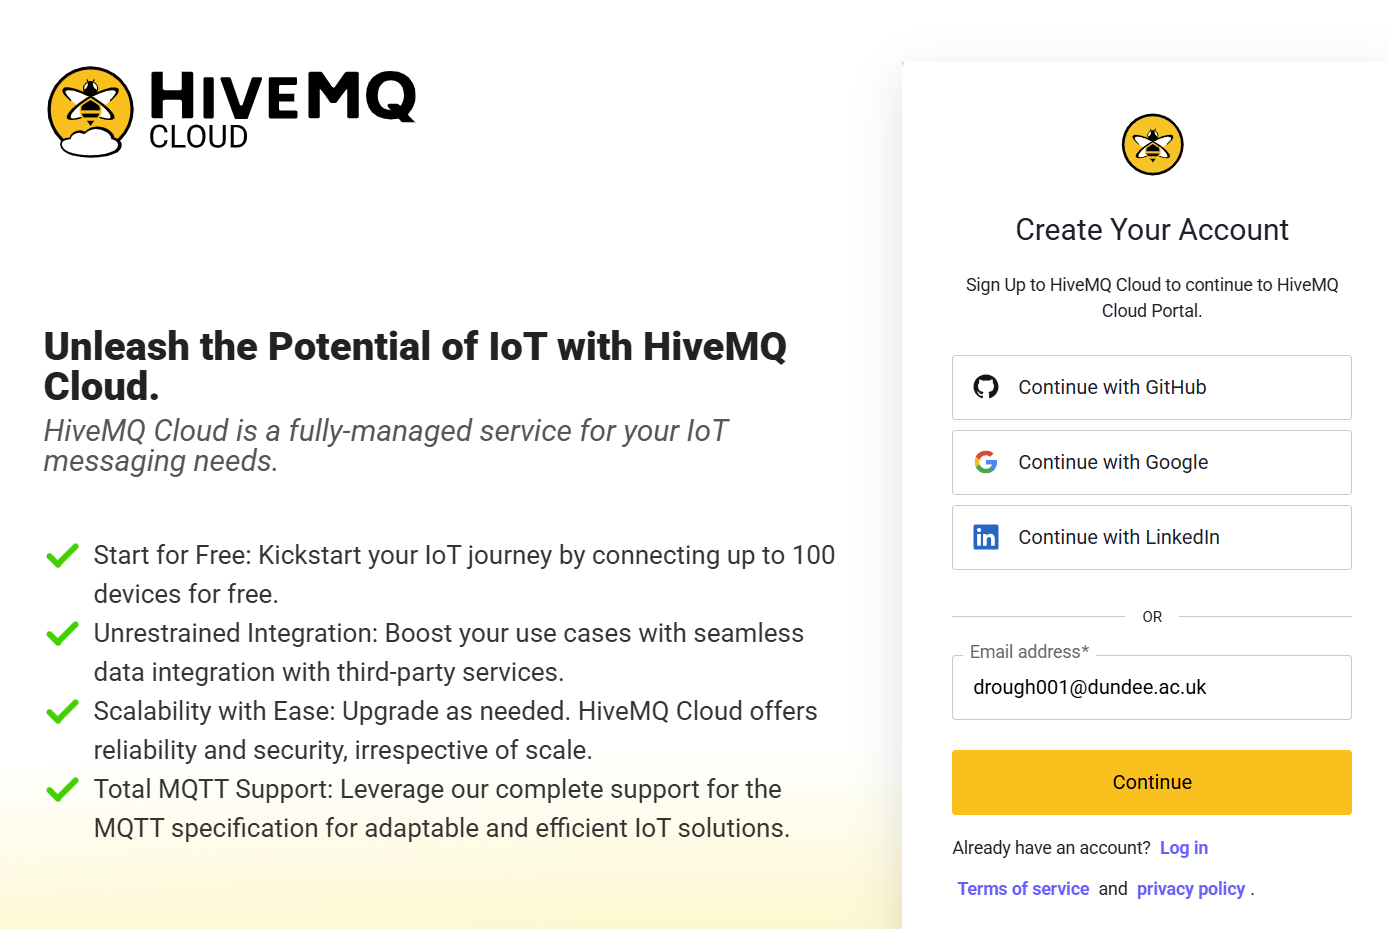 HIVEMQ
CLOUD
Unleash the Potential of IoT with HiveMQ
Cloud.
HiveMQ Cloud is a fully-managed service for your IoT
messaging needs.
Start for Free: Kickstart your IoT journey by connecting up to 100
devices for free.
Unrestrained Integration: Boost your use cases with seamless
data integration with third-party services.
Scalability with Ease: Upgrade as needed. HiveMQ Cloud offers
reliability and security, irrespective of scale.
Total MQTT Support: Leverage our complete support for the
MQTT specification for adaptable and efficient IoT solutions.
Create Your Account
Sign Up to HiveMQ Cloud to continue to HiveMQ
Cloud Portal.
Continue with GitHub
Continue with Google
Continue with LinkedIn
OR
Email address*
drough001@dundee.ac.uk
Continue
Already have an account? Log in
Terms of service and privacy policy .